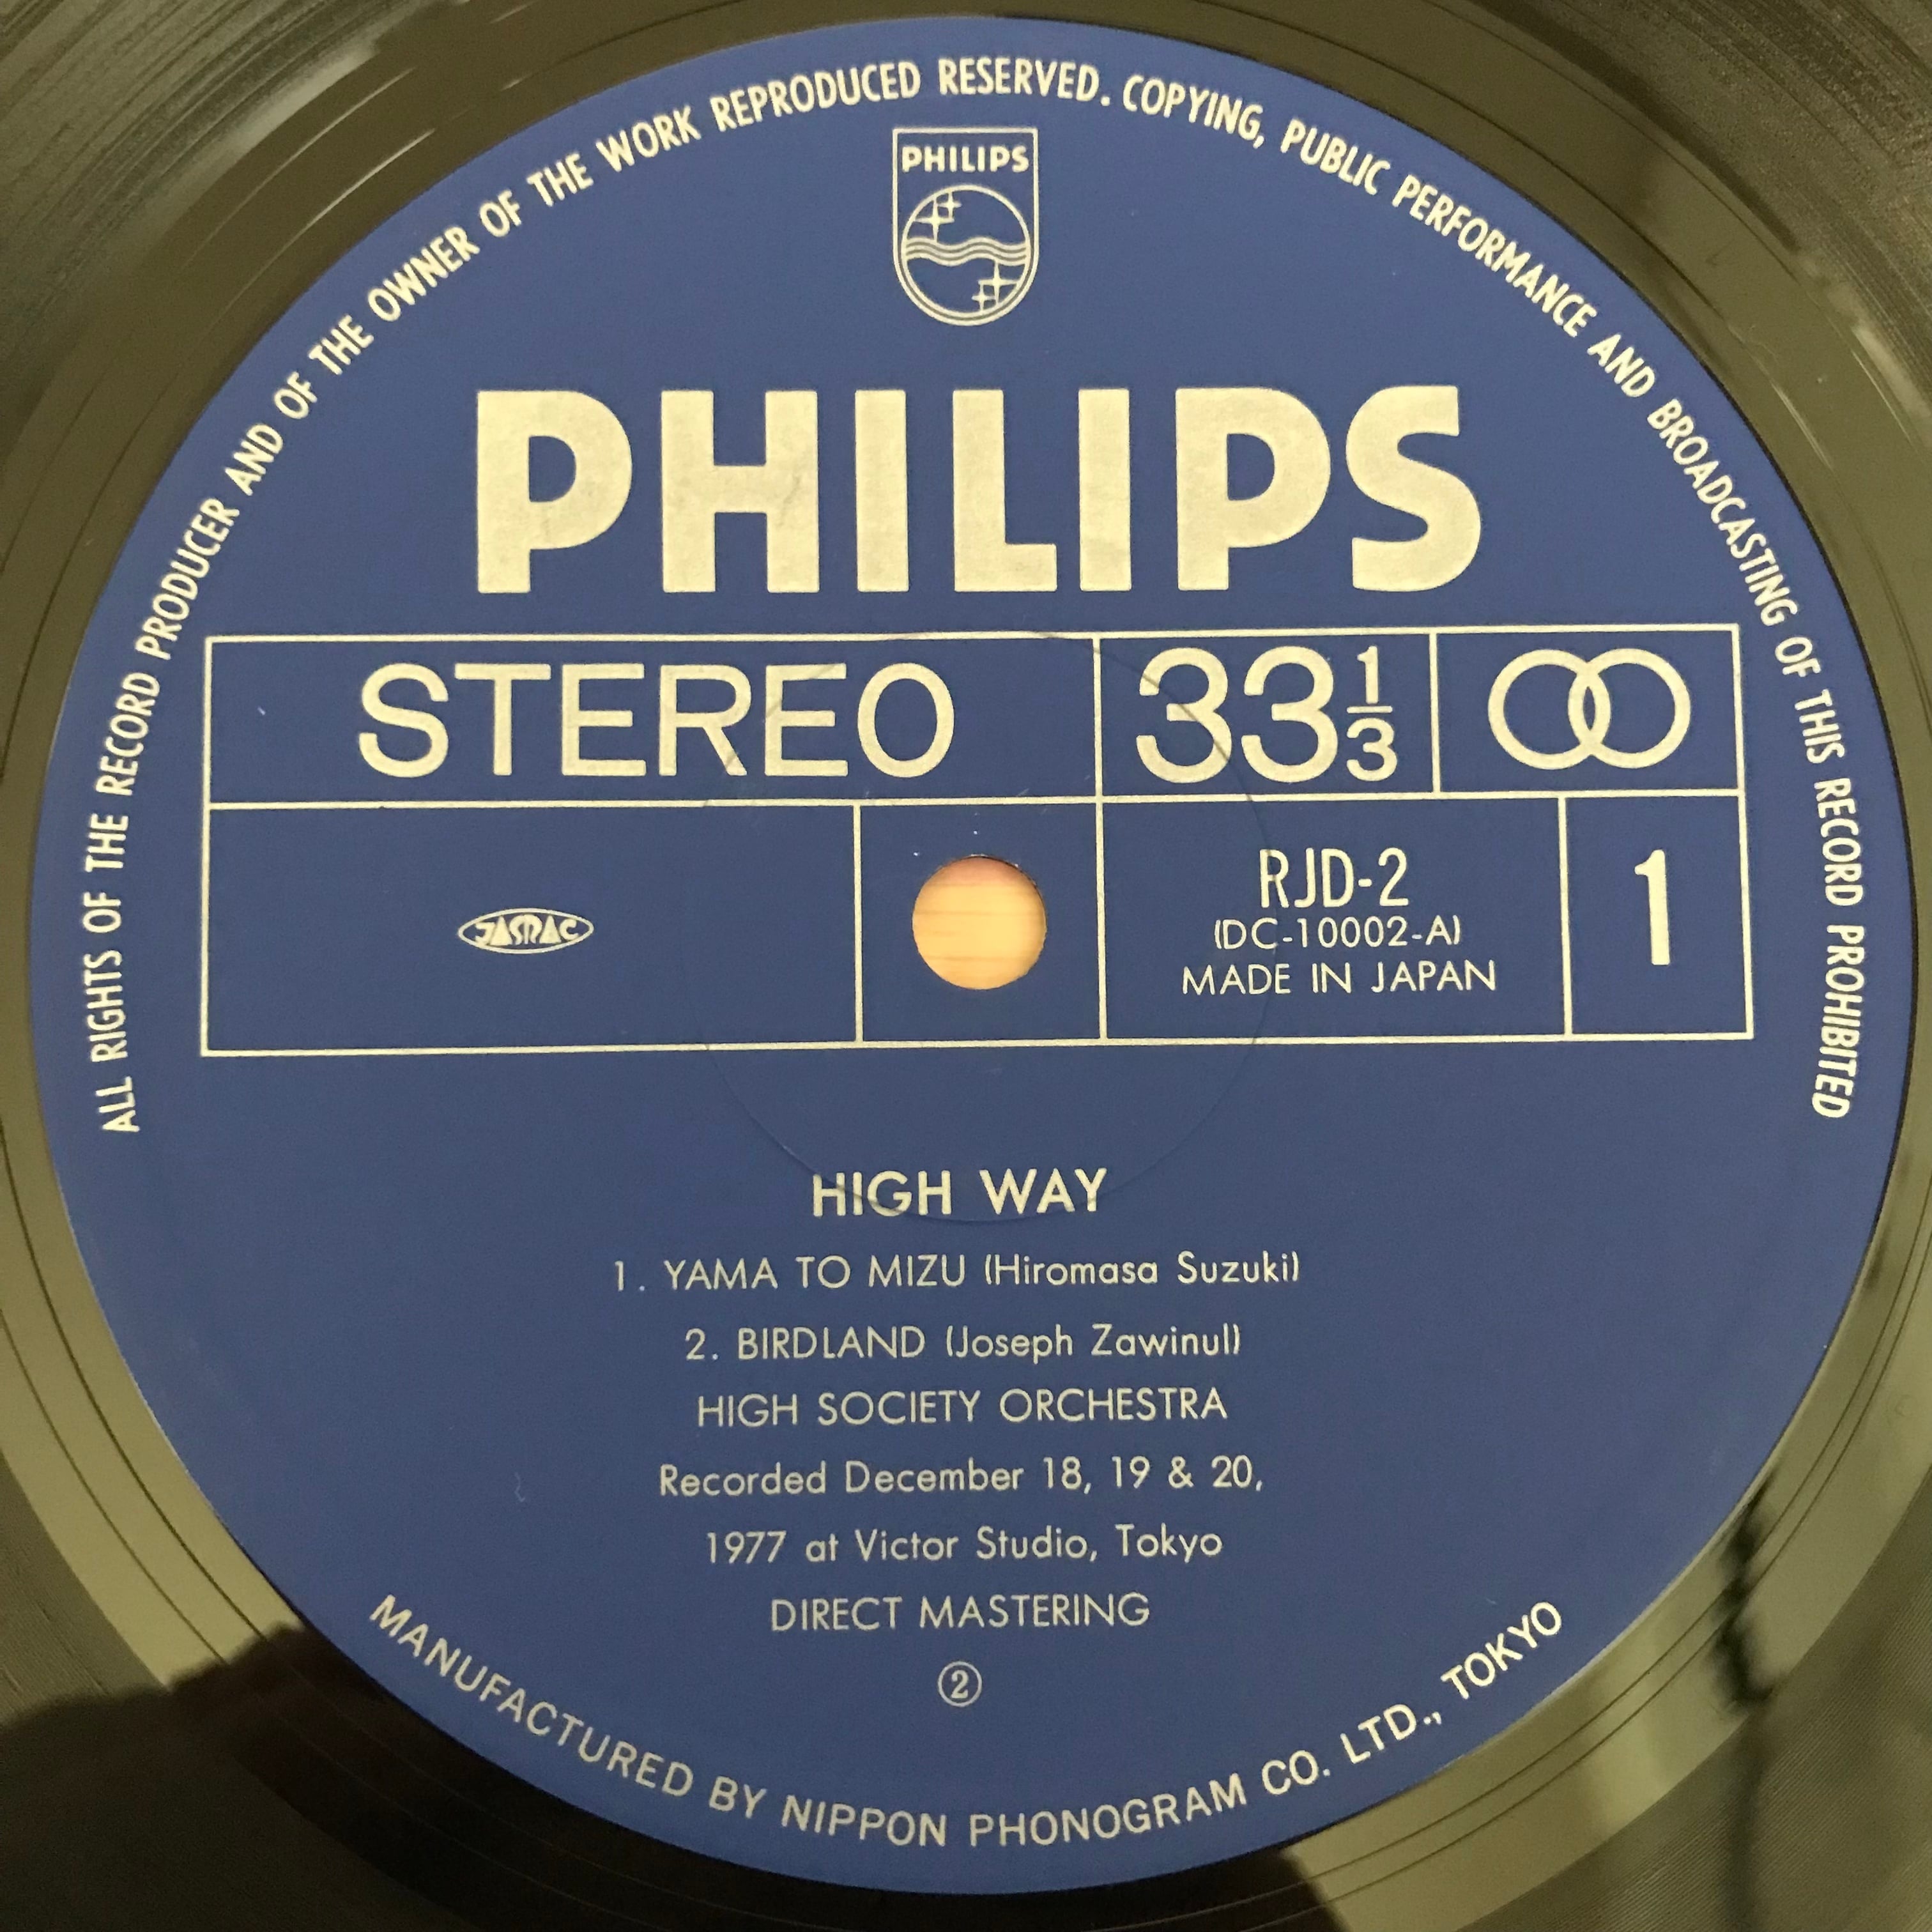 ALL RIGHTS OF THE RECORD PRODUCER AND OF THE OWNER OF THE WORK REPRODUCED RESERVED. COPYING, PUBLIC PERFORMANCE AND BROADCASTING OF THIS RECORD PROHIBITED
PHILIPS
PHILIPS
STEREO 33 1/3
JASRAC
RJD-2
(DC-10002-A)
MADE IN JAPAN
1
HIGH WAY
1. YAMA TO MIZU (Hiromasa Suzuki)
2. BIRDLAND (Joseph Zawinul)
HIGH SOCIETY ORCHESTRA
Recorded December 18, 19 & 20,
1977 at Victor Studio, Tokyo
DIRECT MASTERING
②
MANUFACTURED BY NIPPON PHONOGRAM CO. LTD., TOKYO